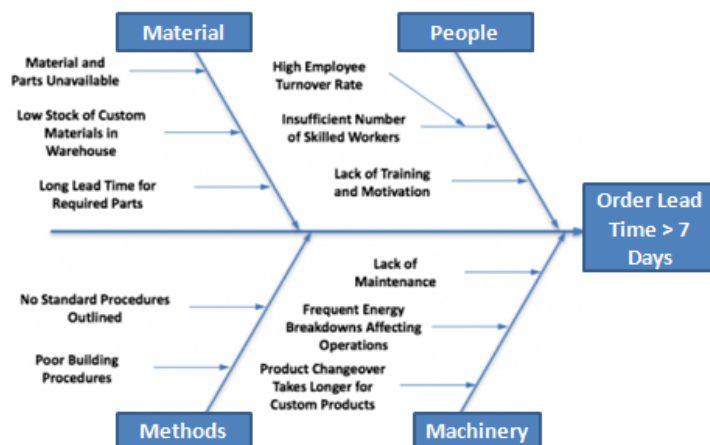 Material
People
Material and
Parts Unavailable
Low Stock of Custom
Materials in
Warehouse
Long Lead Time for
Required Parts
High Employee
Turnover Rate
Insufficient Number
of Skilled Workers
Lack of Training
and Motivation
Order Lead
Time > 7
Days
No Standard Procedures
Outlined
Poor Building
Procedures
Lack of
Maintenance
Frequent Energy
Breakdowns Affecting
Operations
Product Changeover
Takes Longer for
Custom Products
Methods
Machinery